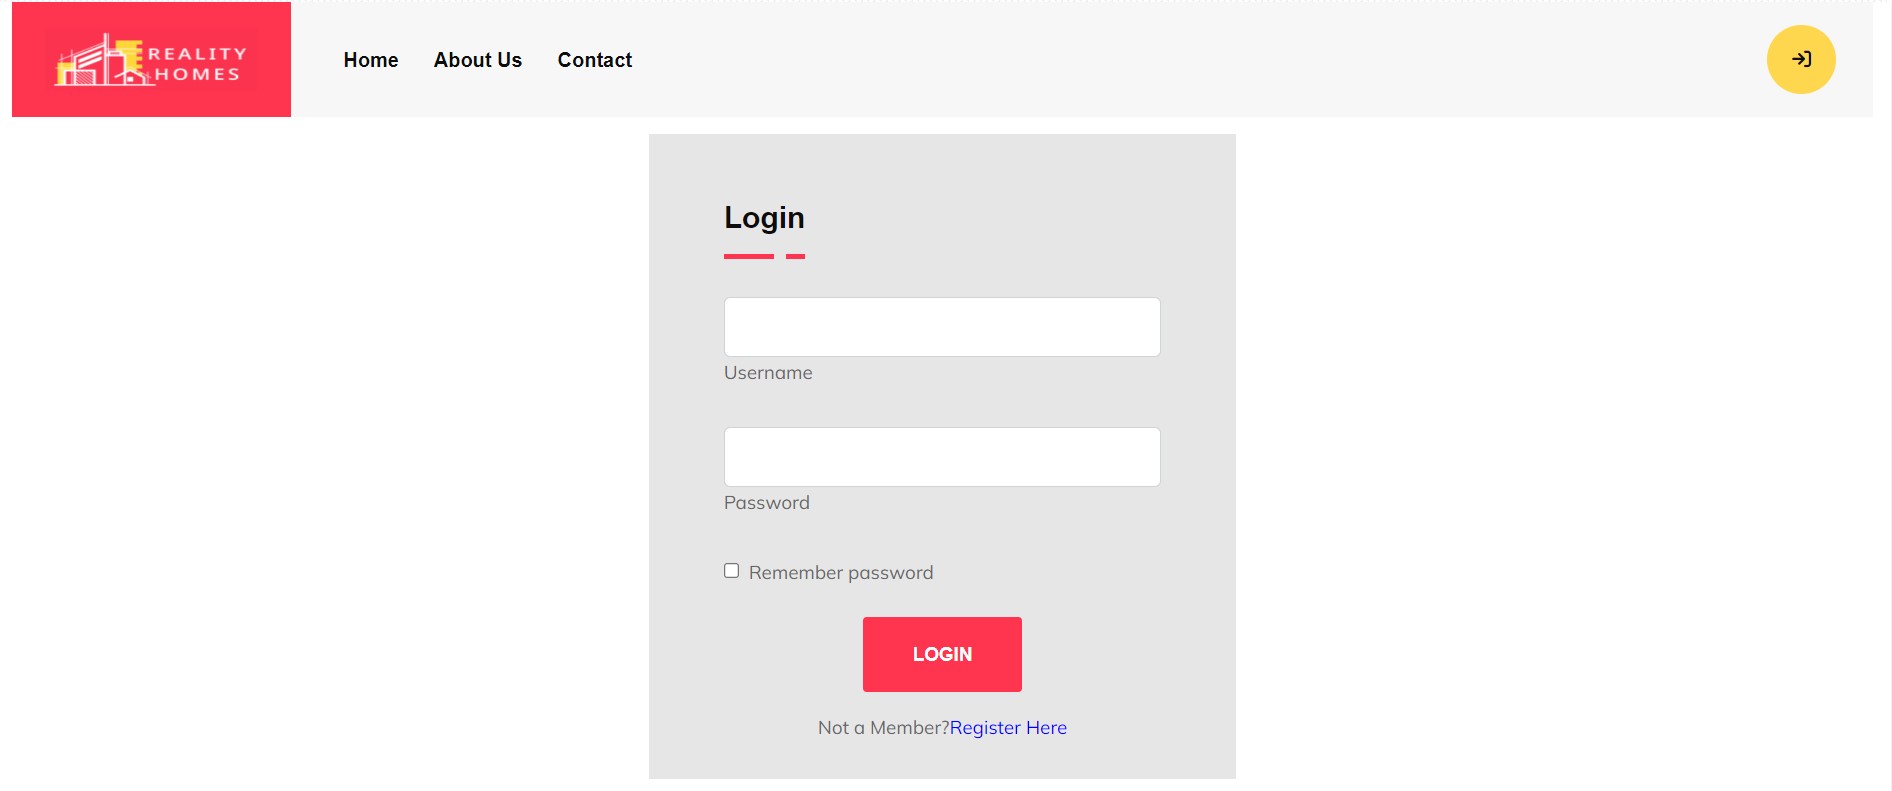 REALITY
HOMES
Home About Us Contact
Login
Username
Password
Remember password
LOGIN
Not a Member?Register Here